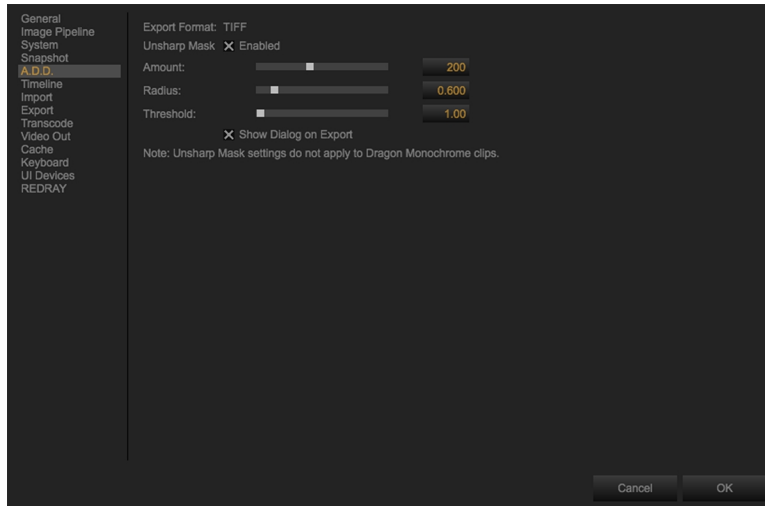 General
Image Pipeline
System
Snapshot
A.D.D.
Timeline
Import
Export
Transcode
Video Out
Cache
Keyboard
UI Devices
REDRAY
Export Format: TIFF
Unsharp Mask Enabled
Amount: 200
Radius: 0.600
Threshold: 1.00
Show Dialog on Export
Note: Unsharp Mask settings do not apply to Dragon Monochrome clips.
Cancel OK